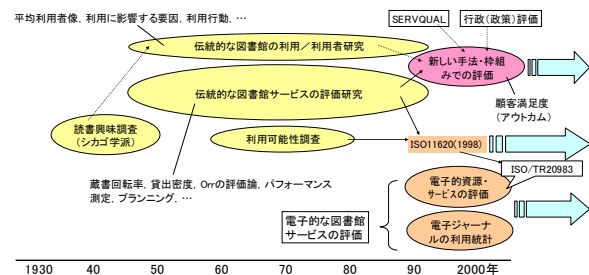 平均利用者像，利用に影響する要因，利用行動，…
SERVQUAL
行政(政策)評価
伝統的な図書館の利用／利用者研究
新しい手法・枠組
みでの評価
伝統的な図書館サービスの評価研究
顧客満足度
(アウトカム)
読書興味調査
(シカゴ学派)
利用可能性調査
ISO11620(1998)
ISO/TR20983
蔵書回転率，貸出密度，Orrの評価論，パフォーマンス
測定，プランニング，…
電子的資源・
サービスの評価
電子的な図書館
サービスの評価
電子ジャーナ
ルの利用統計
1930 40 50 60 70 80 90 2000年